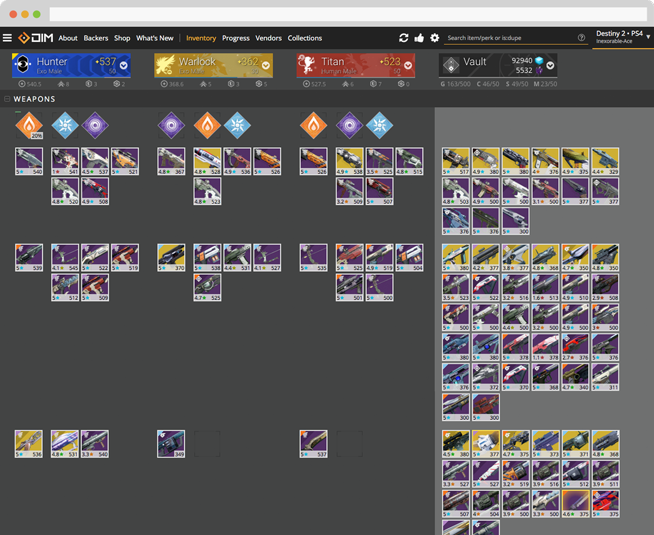 DIM About Backers Shop What's New Inventory Progress Vendors Collections Search item/perk or is:dupe Destiny 2 • PS4
Inexorable-Ace
Hunter +537 Warlock +362 Titan +523 Vault 92940
Exo Male 50 Exo Male 50 Human Male 50 5532
540.5 8 2 2 368.6 5 3 5 527.5 6 7 0 G 163/500 C 46/50 S 49/50 M 23/50
WEAPONS
20%
5 540 1 541 4.5 537 5 521 4.8 367 4.8 528 4.9 536 5 526 5 526 4.9 538 3.5 525 4.8 515 5 517 4.9 380 5 380 4 376 4.9 375 4.4 329
4.8 520 4.9 508 4.8 523 3.2 509 5 507 4.8 503 4.9 500 5 500 3.1 500 5 377 5 377
5 376 5 376 5 300
5 539 4.1 545 5 522 5 519 5 370 5 538 4.4 531 4.1 527 5 535 5 525 4.9 519 5 504 5 380 4.2 377 3.8 377 4.8 368 4.7 350 4.8 350
5 512 5 509 4.7 525 5 501 5 500 3.5 523 5 522 3.2 516 1.6 513 4.9 510 2.9 508
5 500 5 500 4.4 500 3.2 500 4.9 500 3 500
5 380 5 380 5 378 1.1 378 2.7 376 5 376
5 376 5 372 5 370 5 368 4.7 340 5 311
5 300 5 300
5 536 4.8 531 3.3 540 349 5 537 4.5 380 4.7 375 4.5 373 5 371 4.8 368
3.3 527 5 527 3.2 519 3.9 516 5 512 3.9 511
5 507 4 504 3.9 500 3.3 500 4.6 375 5 375